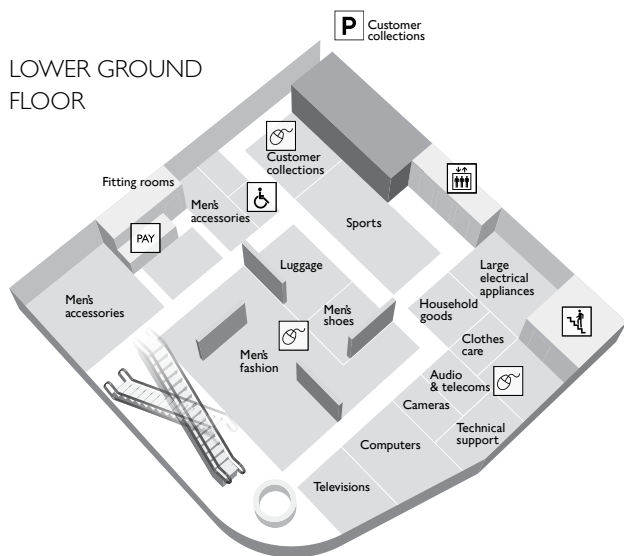 P
Customer
collections
LOWER GROUND
FLOOR
Customer
collections
Fitting rooms
Men's
accessories
PAY
Sports
Luggage
Large
electrical
appliances
Men's
accessories
Household
goods
Men's
shoes
Clothes
care
Men's
fashion
Audio
& telecoms
Cameras
Technical
support
Computers
Televisions